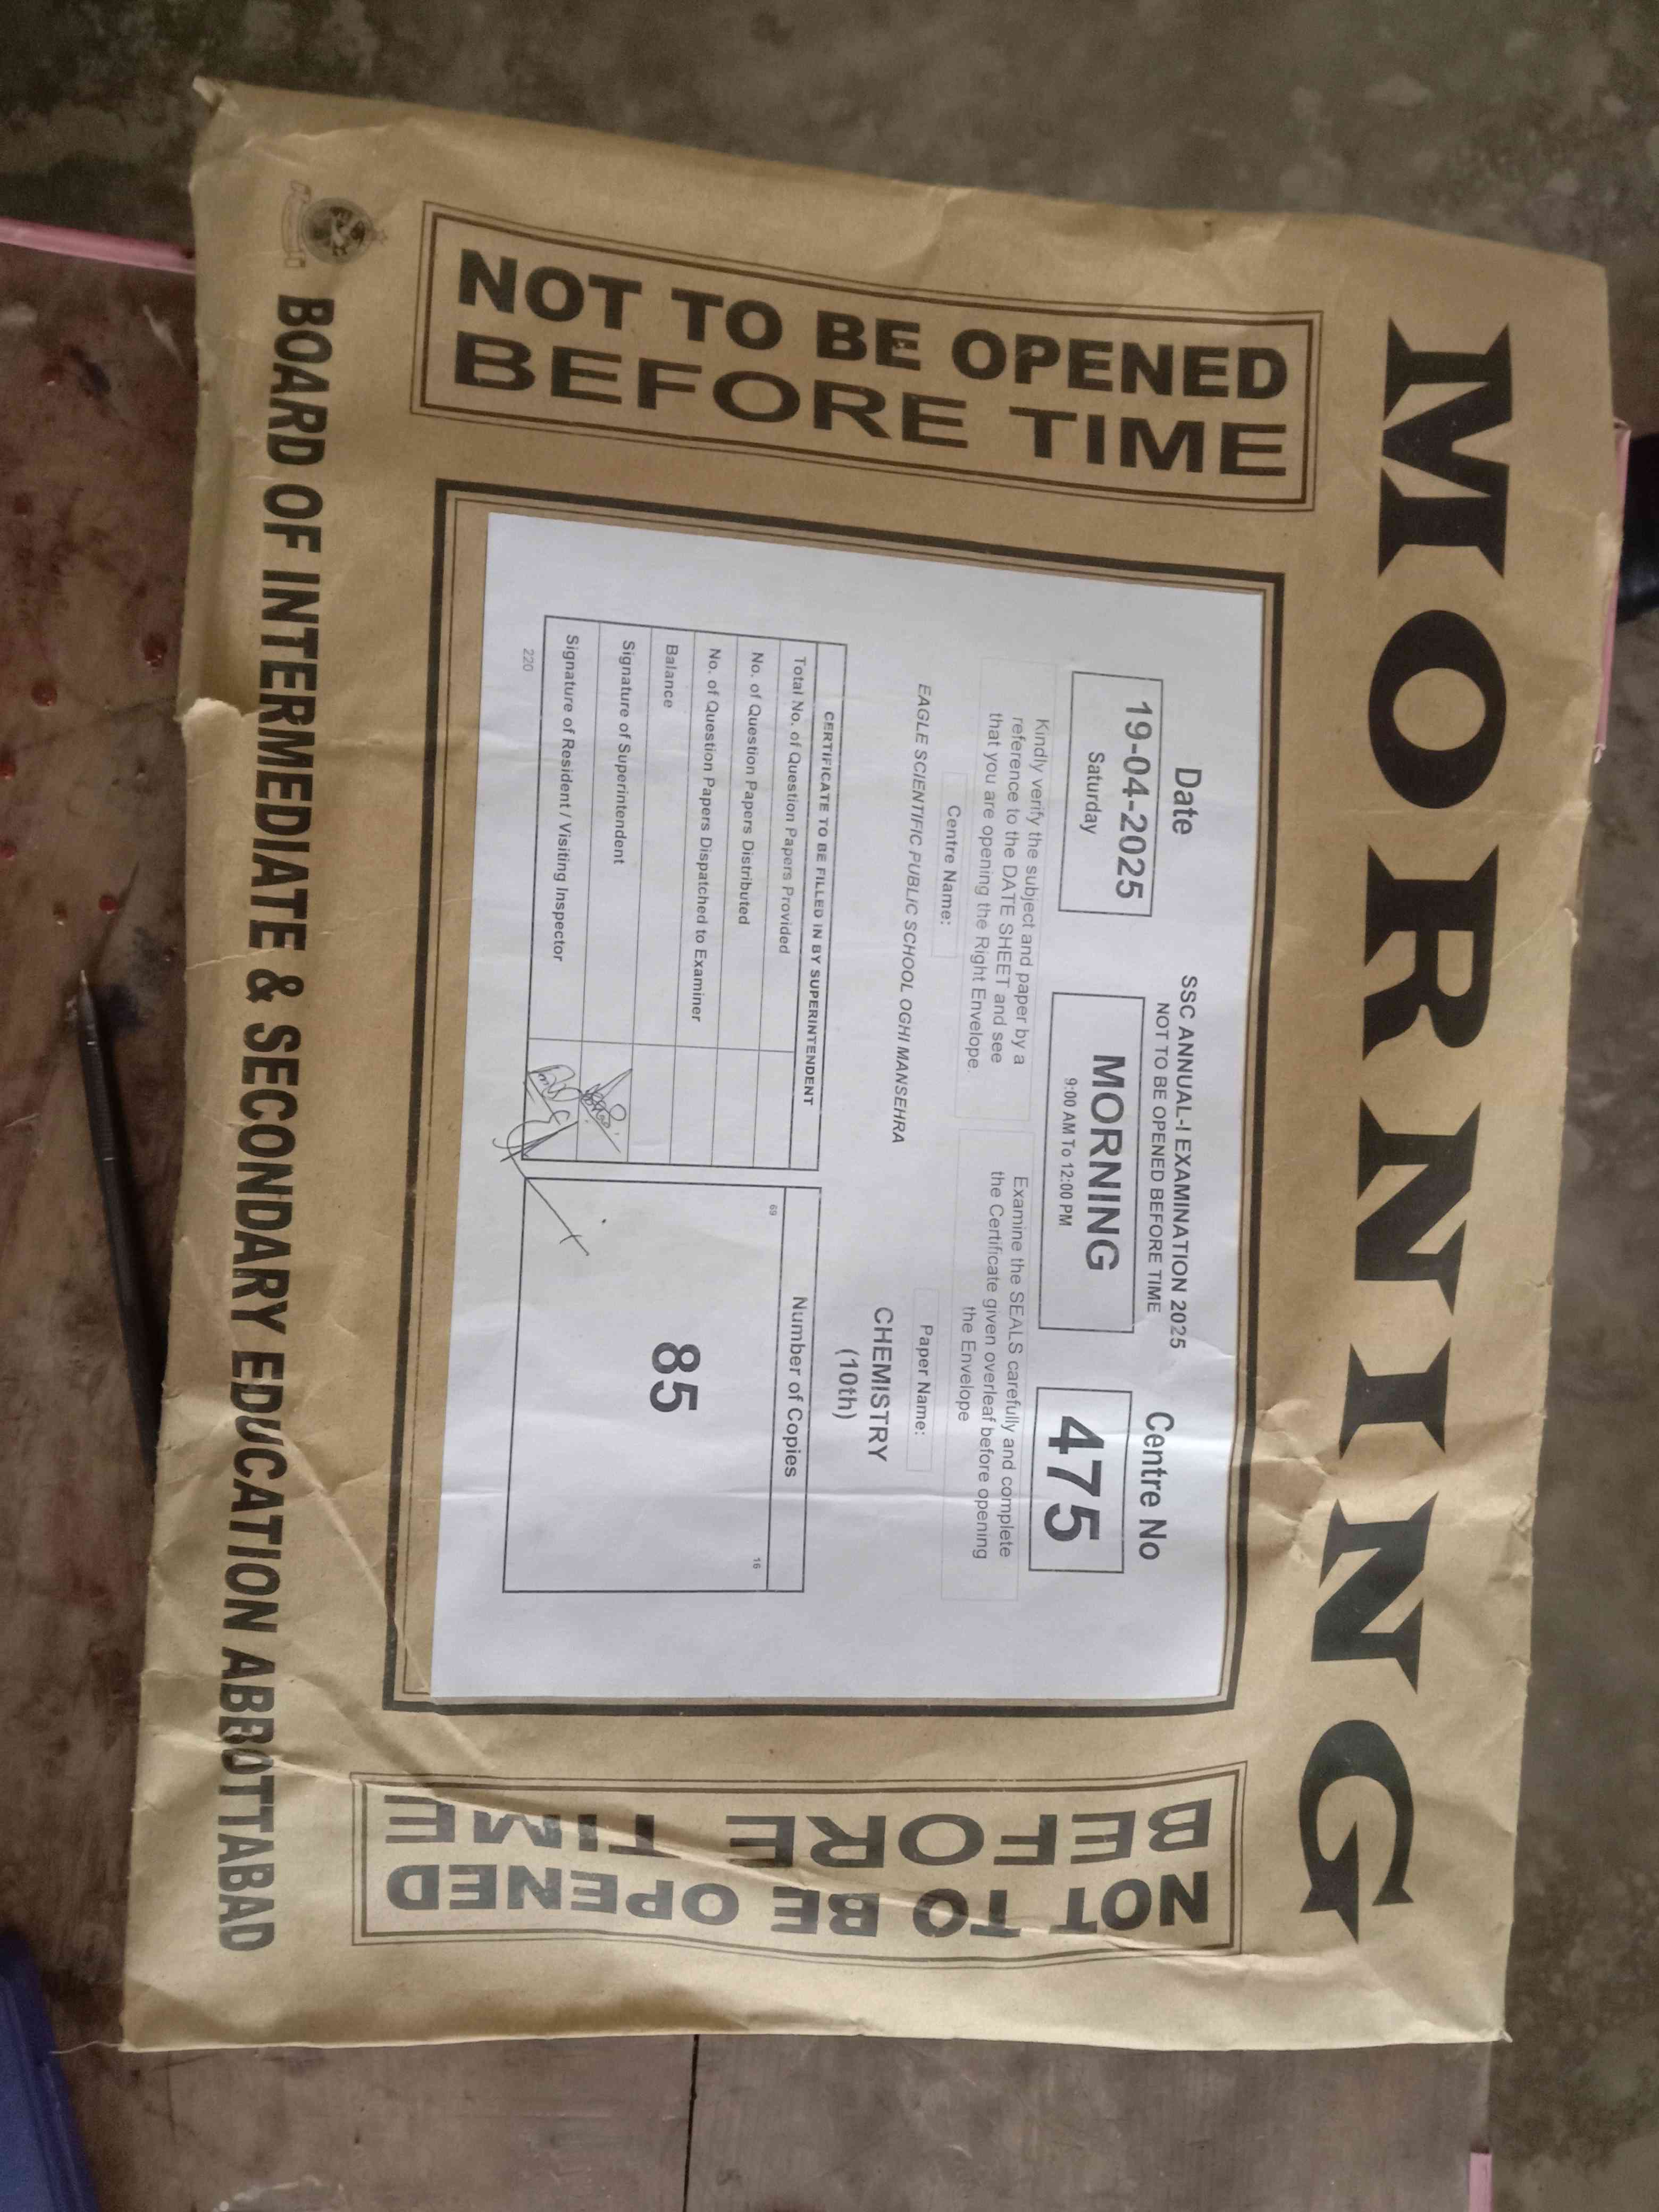 MORNING
NOT TO BE OPENED
BEFORE TIME
Date
19-04-2025
Saturday
SSC ANNUAL-I EXAMINATION 2025
NOT TO BE OPENED BEFORE TIME
MORNING
9:00 AM To 12:00 PM
Centre No
475
Kindly verify the subject and paper by a
reference to the DATE SHEET and see
that you are opening the Right Envelope.
Examine the SEALS carefully and complete
the Certificate given overleaf before opening
the Envelope
Centre Name:
EAGLE SCIENTIFIC PUBLIC SCHOOL OGHI MANSEHRA
Paper Name:
CHEMISTRY
(10th)
CERTIFICATE TO BE FILLED IN BY SUPERINTENDENT
Total No. of Question Papers Provided
No. of Question Papers Distributed
No. of Question Papers Dispatched to Examiner
Balance
Signature of Superintendent
Signature of Resident / Visiting Inspector
220
Number of Copies
69
16
85
NOT TO BE OPENED
BEFORE TIME
BOARD OF INTERMEDIATE & SECONDARY EDUCATION ABBOTTABAD